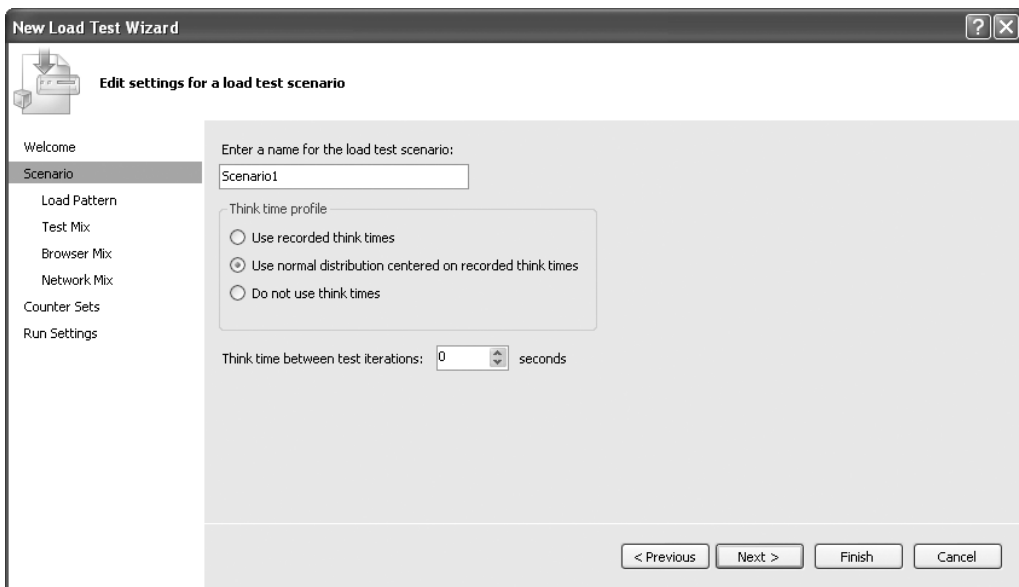 New Load Test Wizard
Edit settings for a load test scenario
Welcome
Scenario
Load Pattern
Test Mix
Browser Mix
Network Mix
Counter Sets
Run Settings
Enter a name for the load test scenario:
Scenario1
Think time profile
Use recorded think times
Use normal distribution centered on recorded think times
Do not use think times
Think time between test iterations: 0 seconds
< Previous Next > Finish Cancel